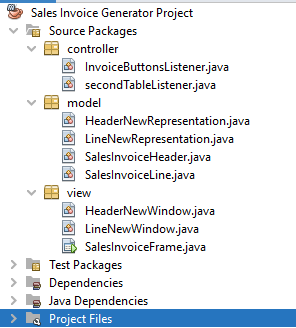 Sales Invoice Generator Project
Source Packages
controller
InvoiceButtonsListener.java
secondTableListener.java
model
HeaderNewRepresentation.java
LineNewRepresentation.java
SalesInvoiceHeader.java
SalesInvoiceLine.java
view
HeaderNewWindow.java
LineNewWindow.java
SalesInvoiceFrame.java
Test Packages
Dependencies
Java Dependencies
Project Files